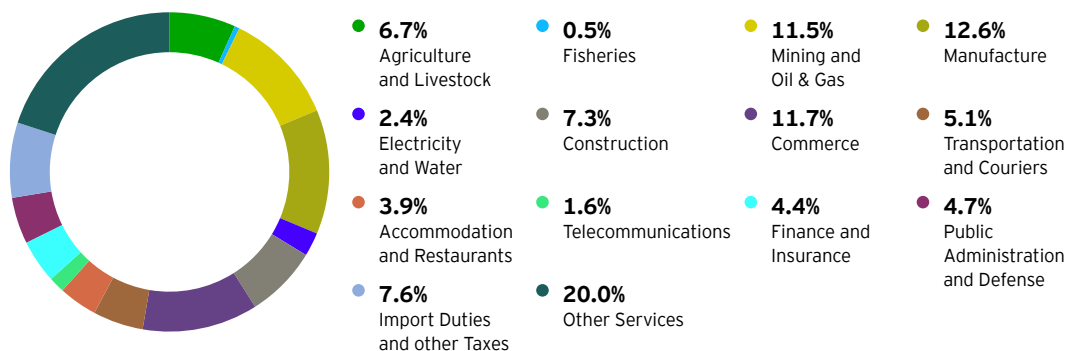 6.7%
Agriculture
and Livestock
0.5%
Fisheries
11.5%
Mining and
Oil & Gas
12.6%
Manufacture
2.4%
Electricity
and Water
7.3%
Construction
11.7%
Commerce
5.1%
Transportation
and Couriers
3.9%
Accommodation
and Restaurants
1.6%
Telecommunications
4.4%
Finance and
Insurance
4.7%
Public
Administration
and Defense
7.6%
Import Duties
and other Taxes
20.0%
Other Services